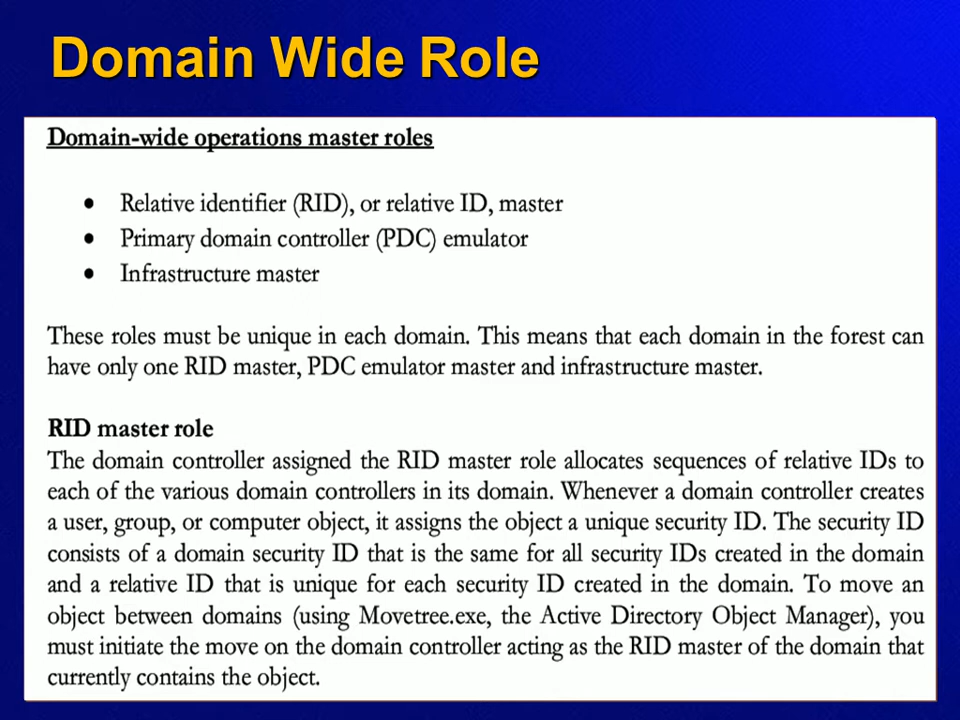 Domain Wide Role
Domain-wide operations master roles
• Relative identifier (RID), or relative ID, master
• Primary domain controller (PDC) emulator
• Infrastructure master
These roles must be unique in each domain. This means that each domain in the forest can
have only one RID master, PDC emulator master and infrastructure master.
RID master role
The domain controller assigned the RID master role allocates sequences of relative IDs to
each of the various domain controllers in its domain. Whenever a domain controller creates
a user, group, or computer object, it assigns the object a unique security ID. The security ID
consists of a domain security ID that is the same for all security IDs created in the domain
and a relative ID that is unique for each security ID created in the domain. To move an
object between domains (using Movetree.exe, the Active Directory Object Manager), you
must initiate the move on the domain controller acting as the RID master of the domain that
currently contains the object.